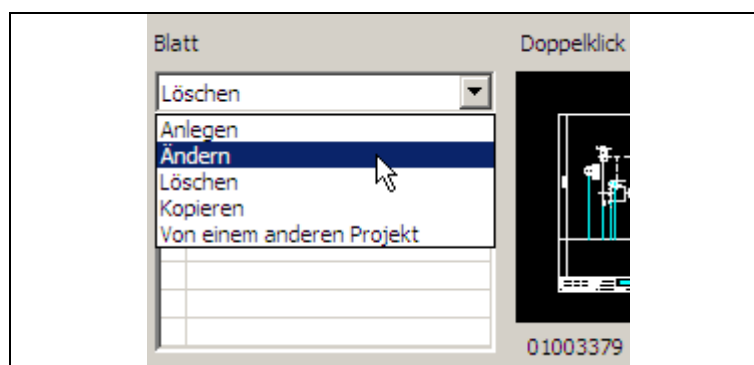 Blatt
Doppelklick
Löschen
Anlegen
Ändern
Löschen
Kopieren
Von einem anderen Projekt
01003379